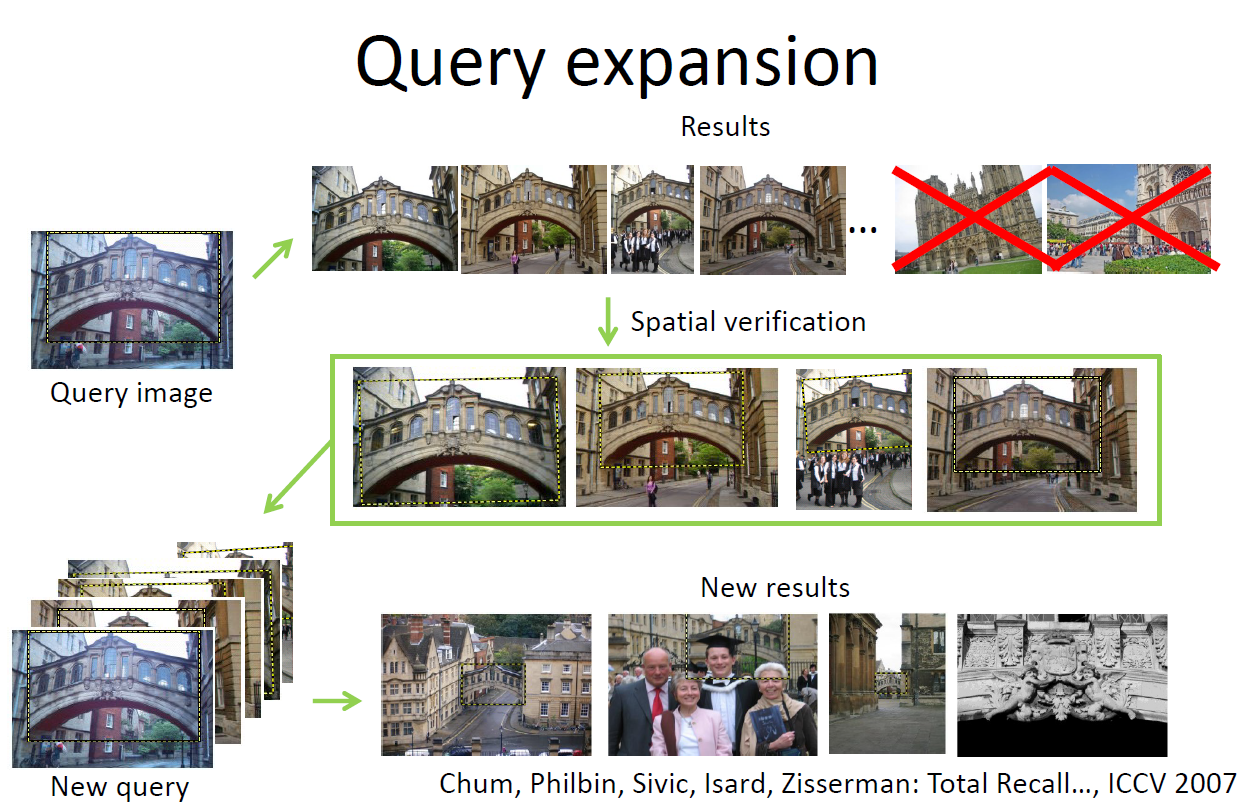 Query expansion
Results
...
Spatial verification
Query image
New results
New query
Chum, Philbin, Sivic, Isard, Zisserman: Total Recall..., ICCV 2007